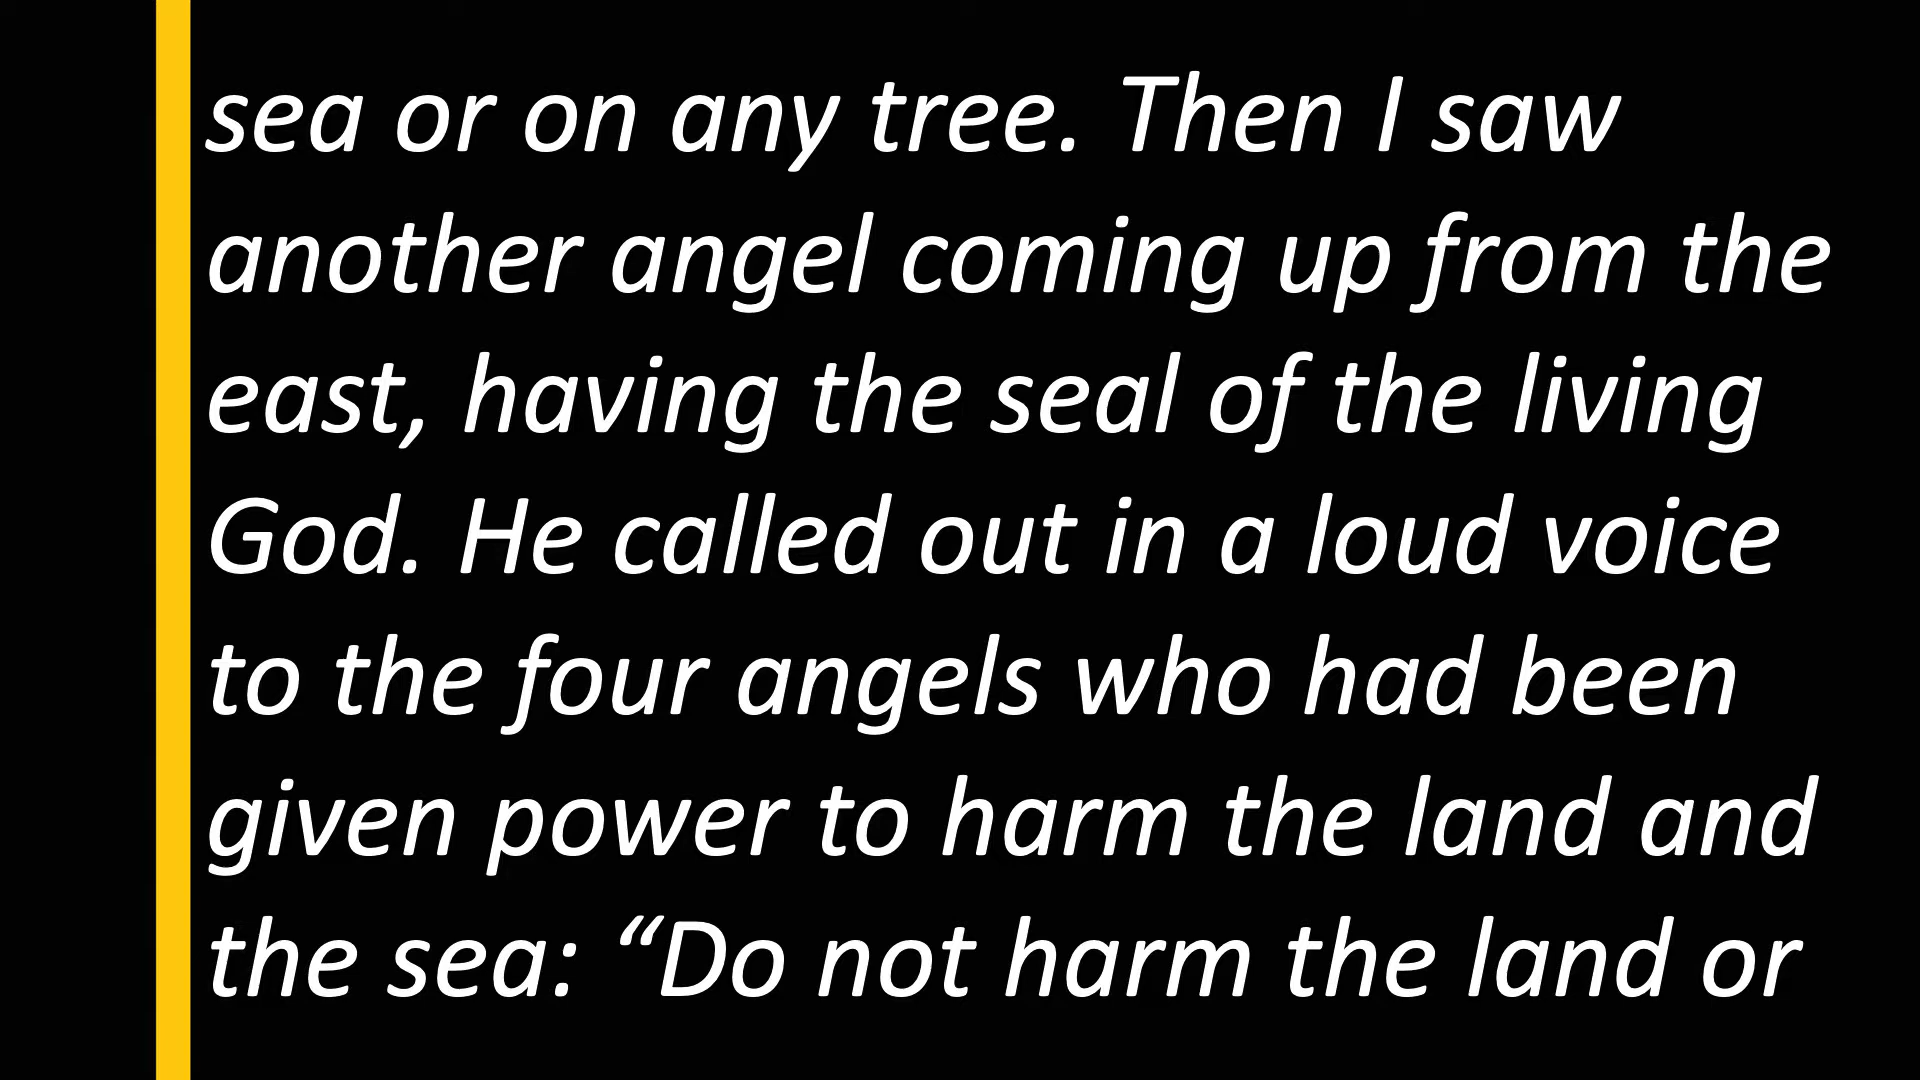 sea or on any tree. Then I saw
another angel coming up from the
east, having the seal of the living
God. He called out in a loud voice
to the four angels who had been
given power to harm the land and
the sea: “Do not harm the land or